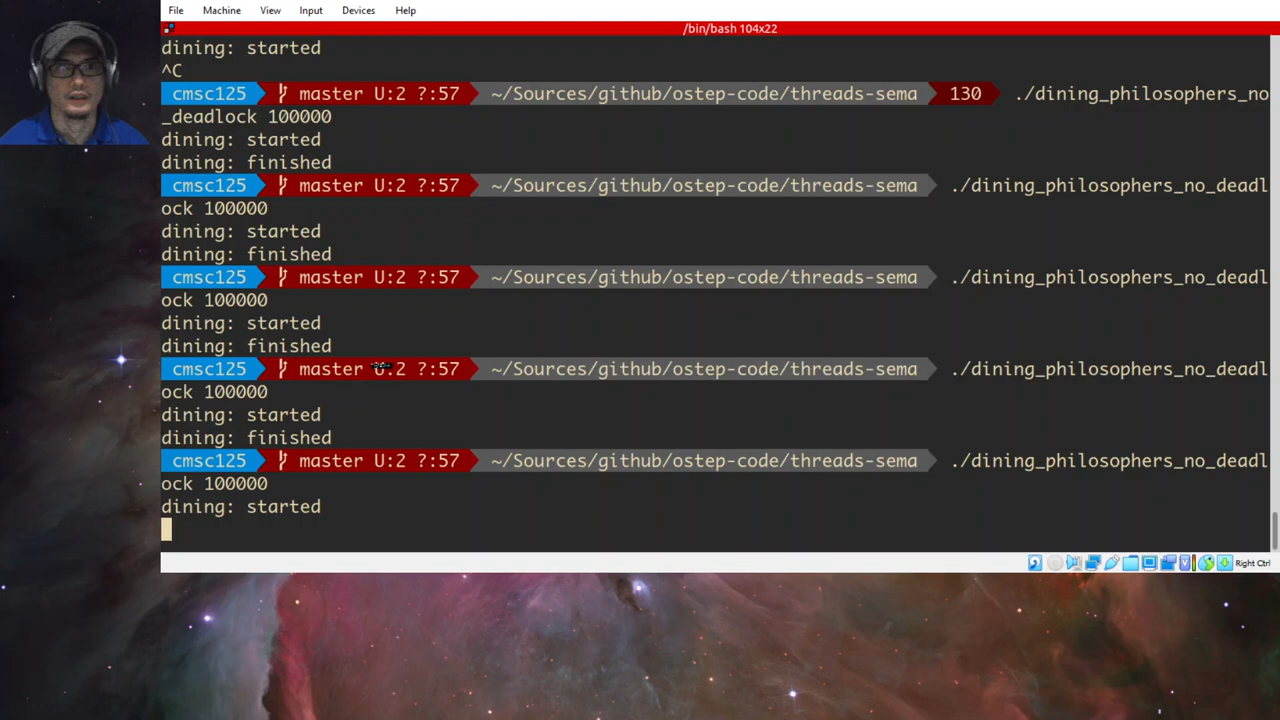 File Machine View Input Devices Help
/bin/bash 104x22
dining: started
^C
cmsc125 master U:2 ?:57 ~/Sources/github/ostep-code/threads-sema 130 ./dining_philosophers_no
_deadlock 100000
dining: started
dining: finished
cmsc125 master U:2 ?:57 ~/Sources/github/ostep-code/threads-sema ./dining_philosophers_no_deadl
ock 100000
dining: started
dining: finished
cmsc125 master U:2 ?:57 ~/Sources/github/ostep-code/threads-sema ./dining_philosophers_no_deadl
ock 100000
dining: started
dining: finished
cmsc125 master U:2 ?:57 ~/Sources/github/ostep-code/threads-sema ./dining_philosophers_no_deadl
ock 100000
dining: started
dining: finished
cmsc125 master U:2 ?:57 ~/Sources/github/ostep-code/threads-sema ./dining_philosophers_no_deadl
ock 100000
dining: started
Right Ctrl